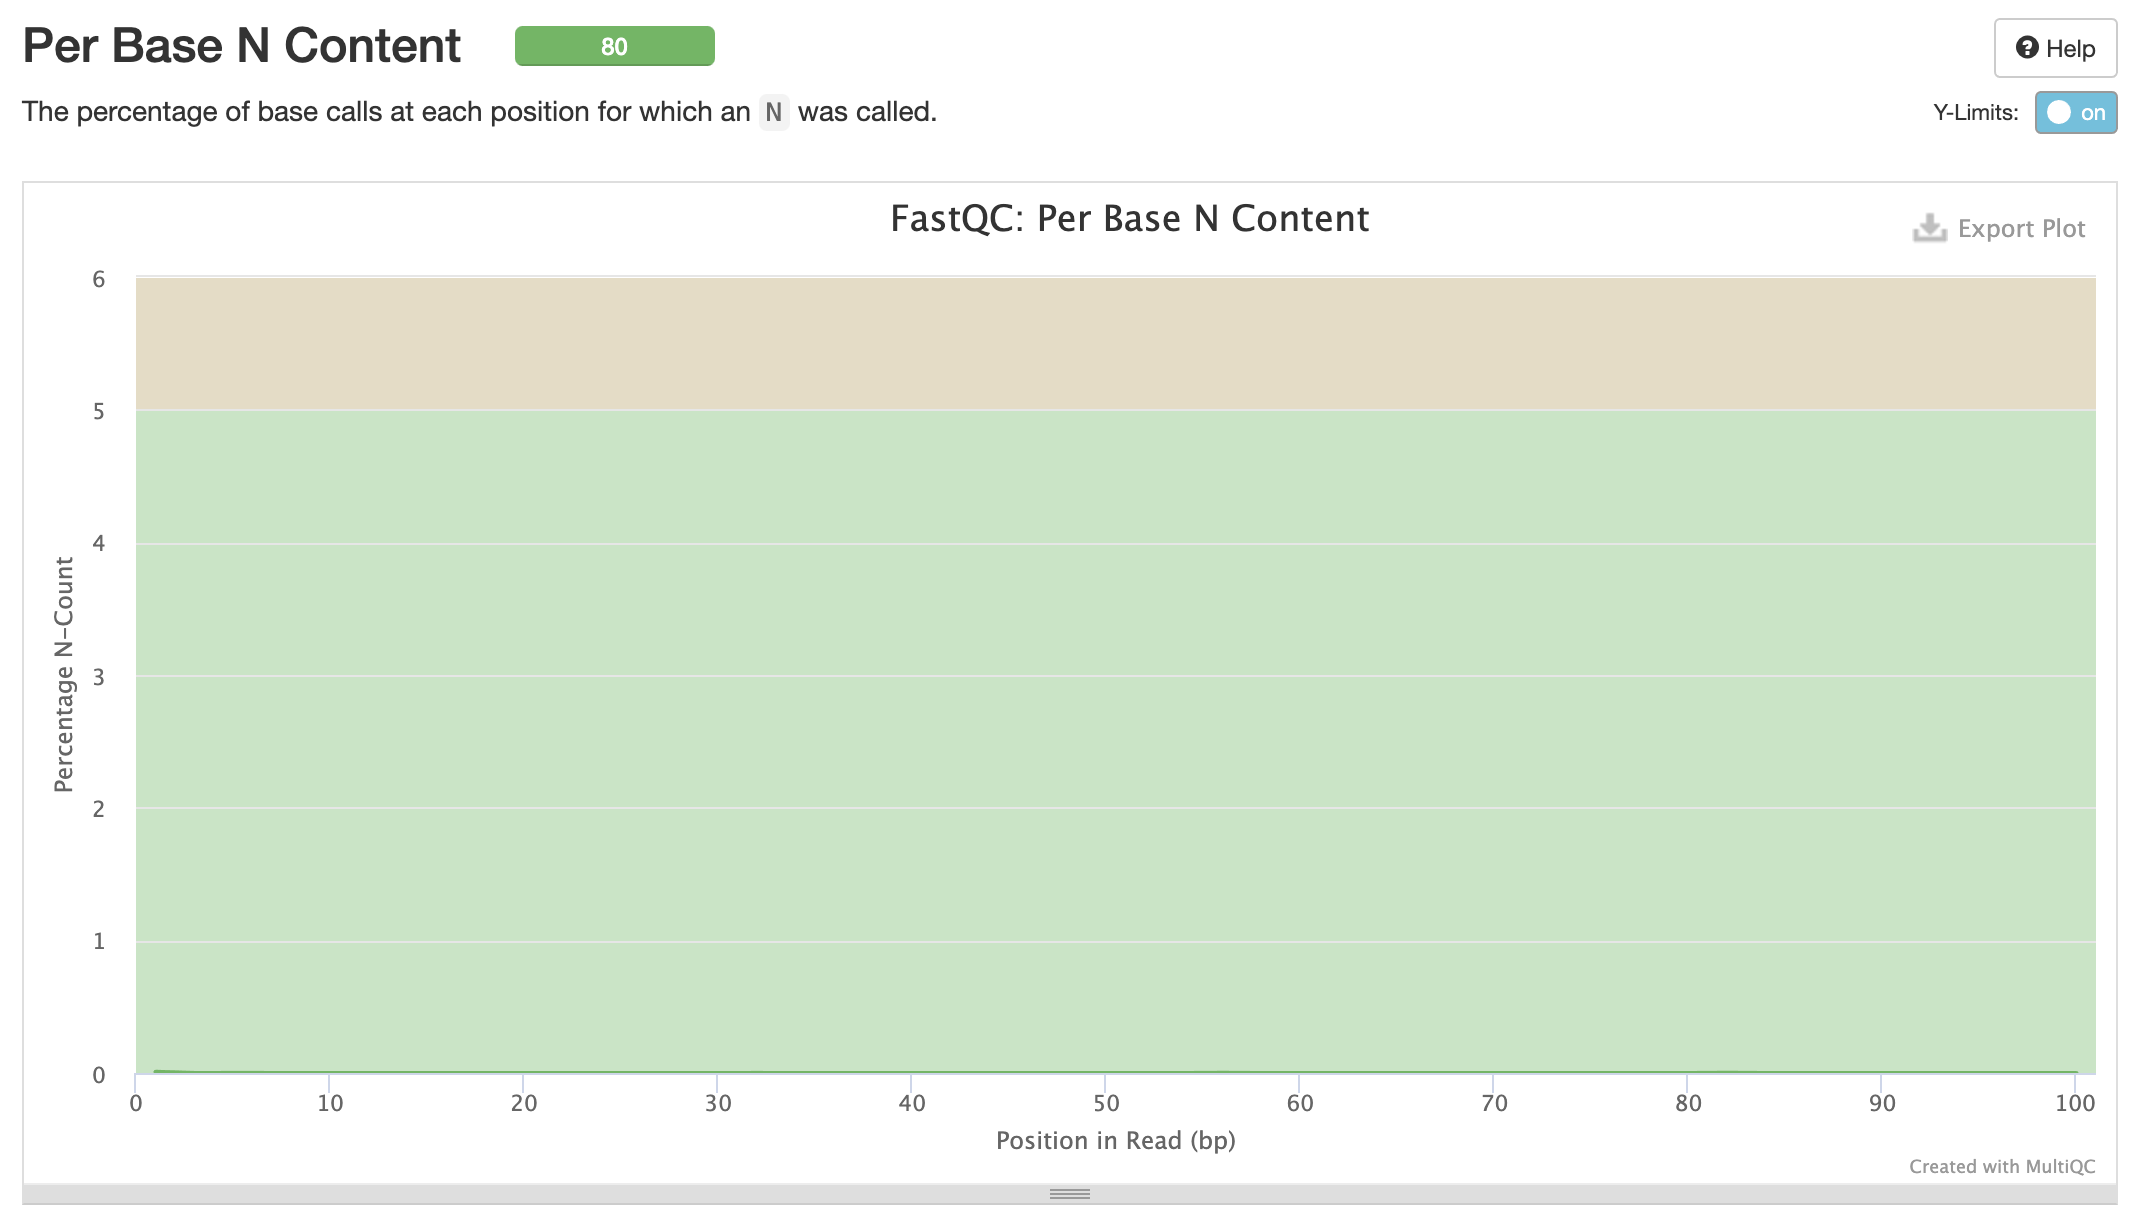 Per Base N Content
80
Help
The percentage of base calls at each position for which an N was called.
Y-Limits: on
FastQC: Per Base N Content
Export Plot
6
5
4
3
2
1
0
Percentage N-Count
0 10 20 30 40 50 60 70 80 90 100
Position in Read (bp)
Created with MultiQC